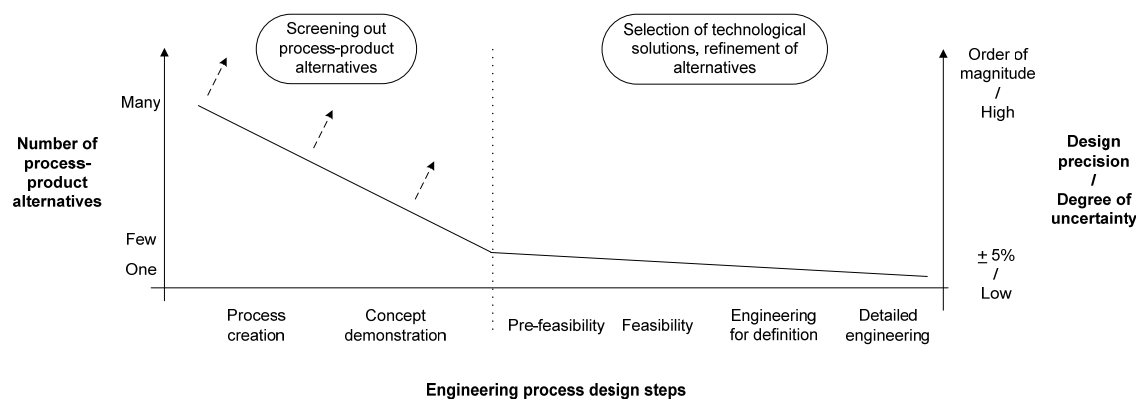 Screening out
process-product
alternatives
Selection of technological
solutions, refinement of
alternatives
Many
Few
One
Number of
process-
product
alternatives
Order of
magnitude
/
High
± 5%
/
Low
Design
precision
/
Degree of
uncertainty
Process
creation
Concept
demonstration
Pre-feasibility
Feasibility
Engineering
for definition
Detailed
engineering
Engineering process design steps